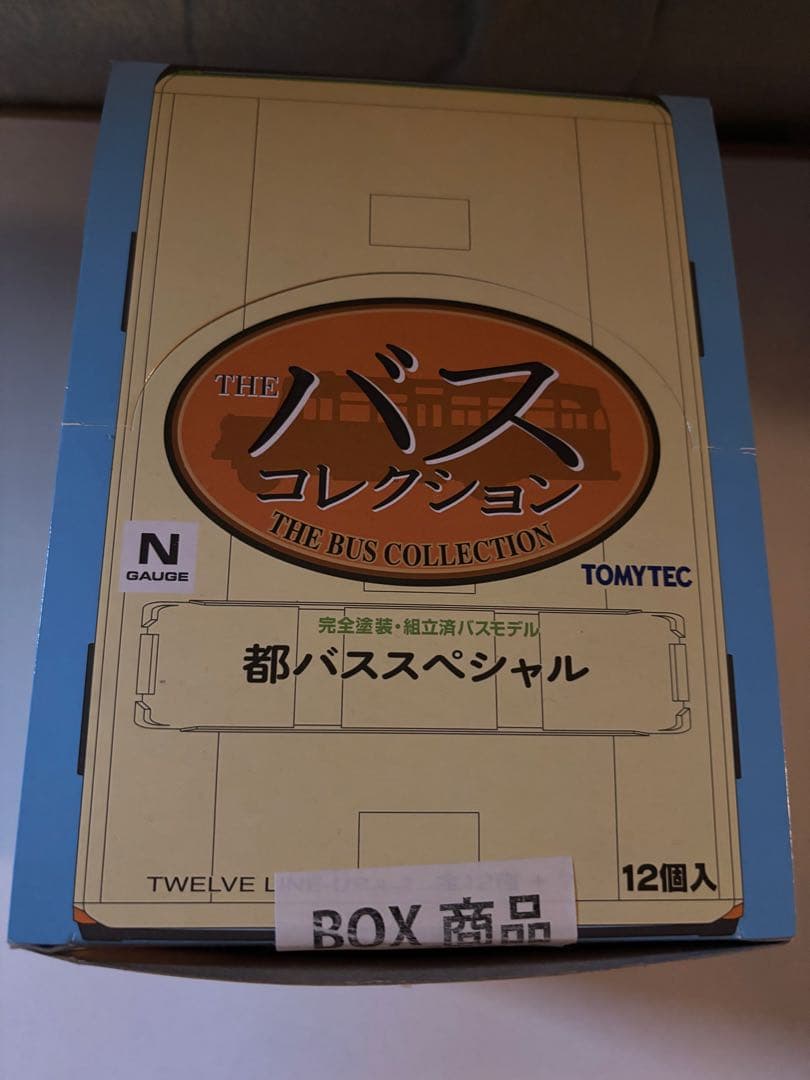 THE
バス
コレクション
THE BUS COLLECTION
N
GAUGE
TOMYTEC
完全塗装・組立済バスモデル
都バススペシャル
TWELVE
12個入
BOX 商品